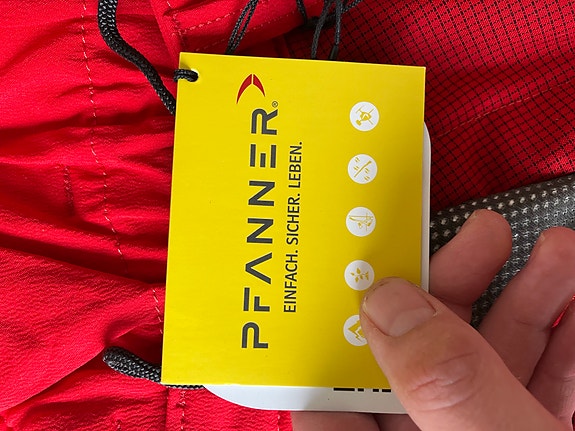 PFANNER®
EINFACH. SICHER. LEBEN.